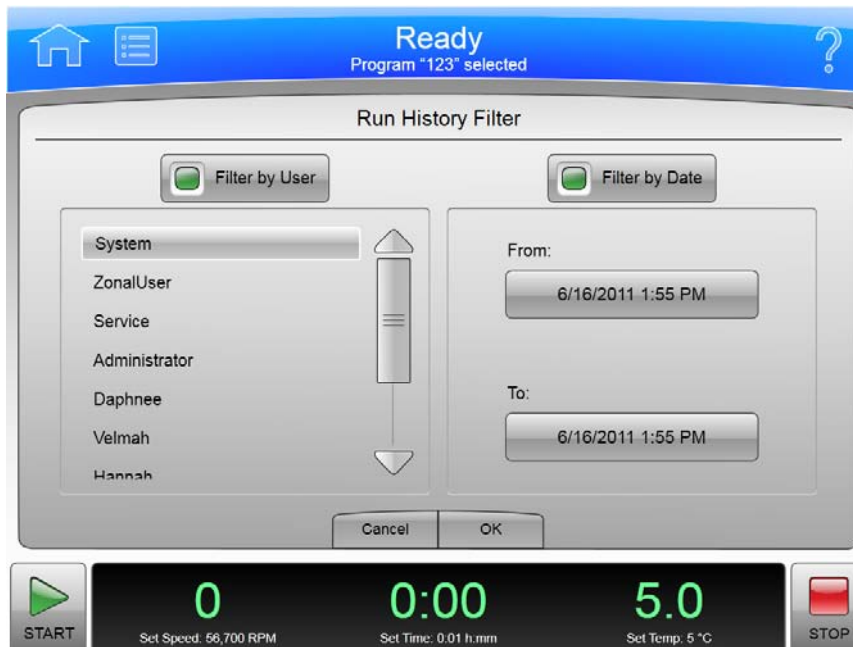 Ready
Program “123” selected
Run History Filter
Filter by User
Filter by Date
System
ZonalUser
Service
Administrator
Daphnee
Velmah
Hannah
From:
6/16/2011 1:55 PM
To:
6/16/2011 1:55 PM
Cancel
OK
START
0
Set Speed: 56,700 RPM
0:00
Set Time: 0:01 h:mm
5.0
Set Temp: 5 °C
STOP